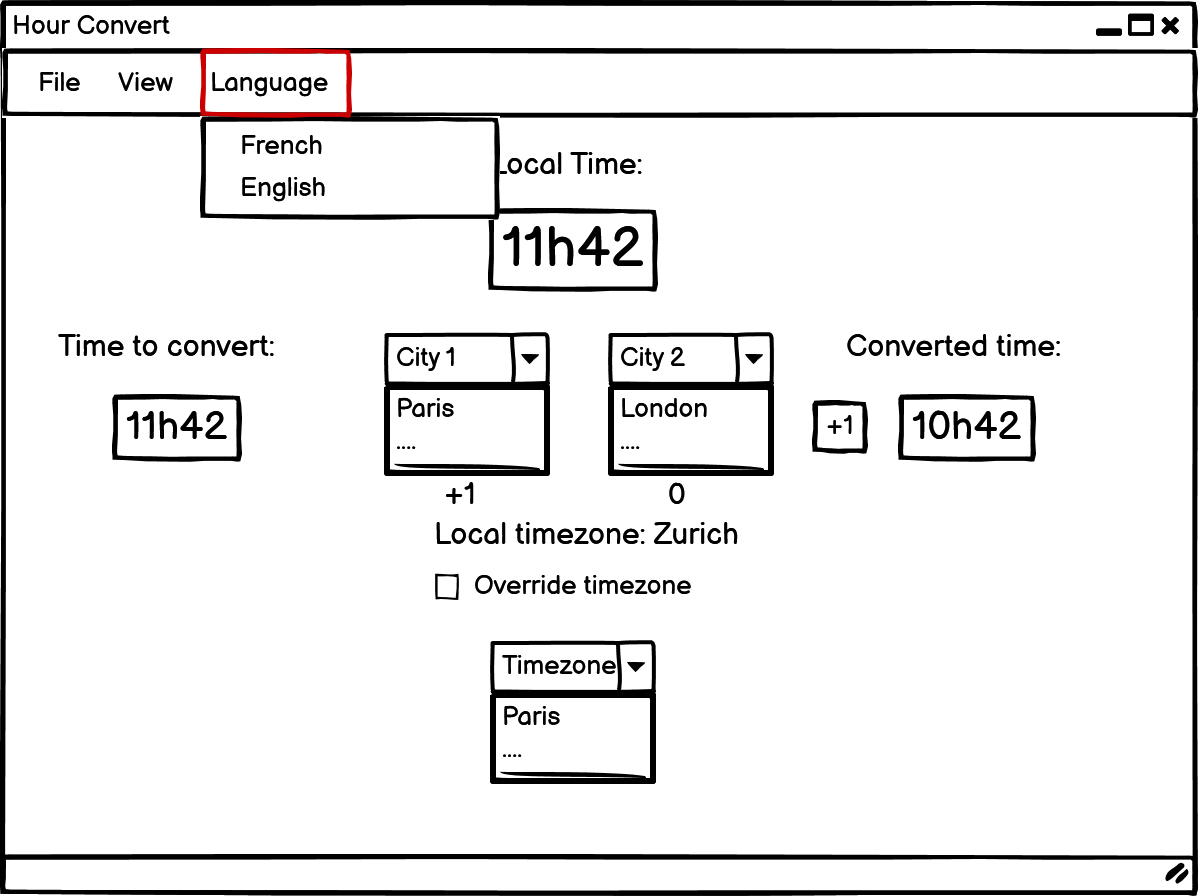 Hour Convert
File View Language
French
English
Local Time:
11h42
Time to convert:
City 1
City 2
Converted time:
Paris
....
London
....
11h42
+1
10h42
+1
0
Local timezone: Zurich
Override timezone
Timezone
Paris
....